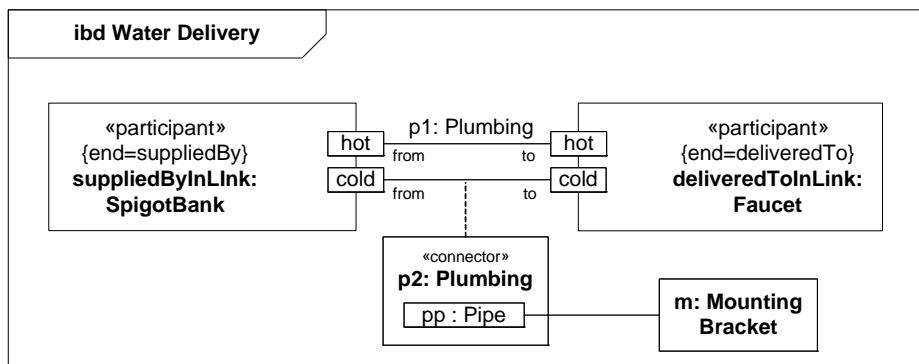 ibd Water Delivery
«participant»
{end=suppliedBy}
suppliedByInLInk:
SpigotBank
hot
cold
p1: Plumbing
from
to
from
to
hot
cold
«participant»
{end=deliveredTo}
deliveredToInLink:
Faucet
«connector»
p2: Plumbing
pp : Pipe
m: Mounting
Bracket